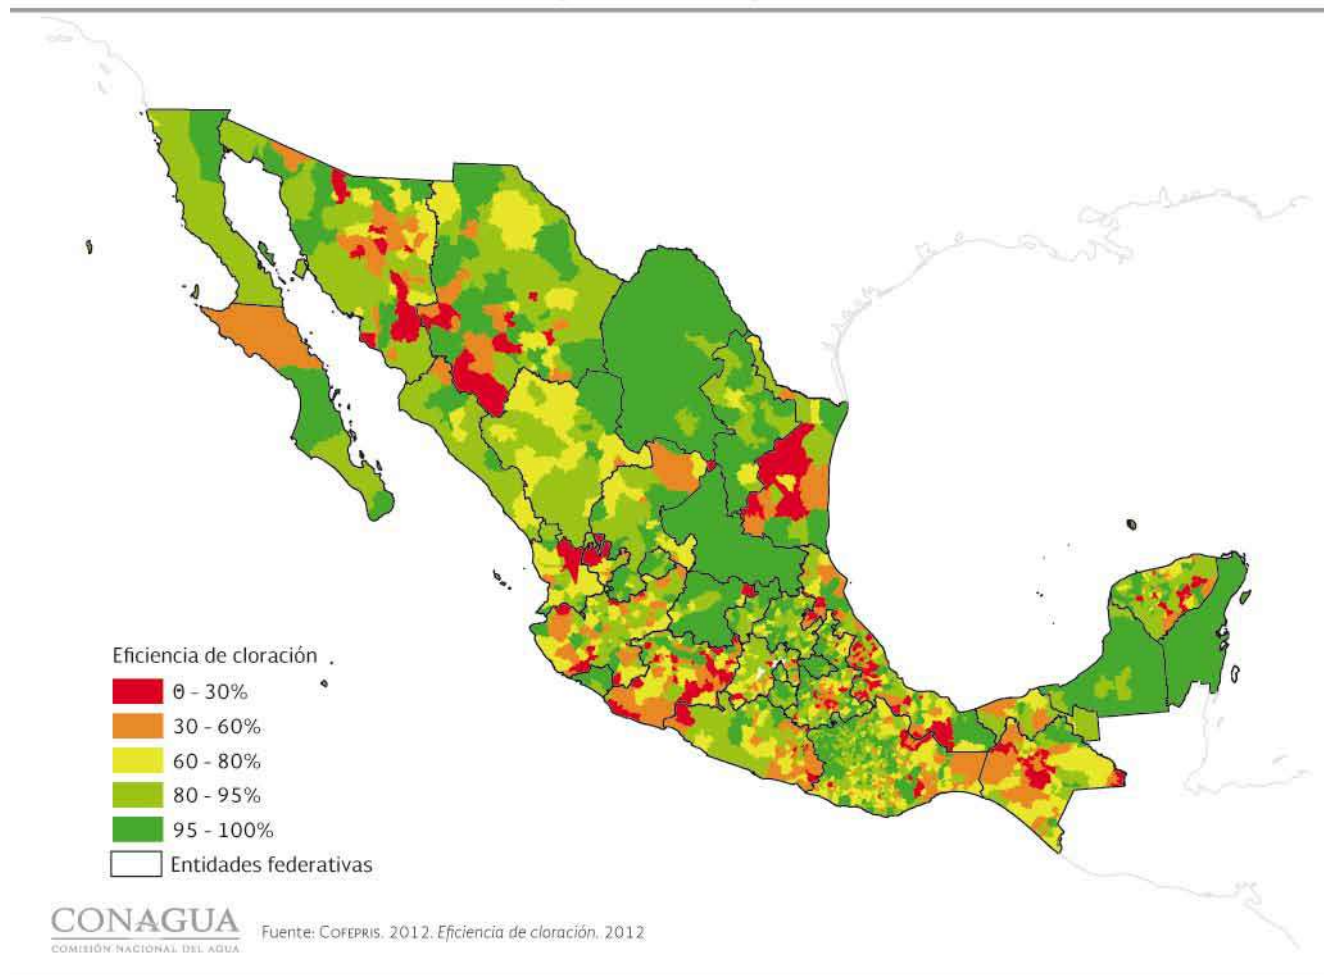 Eficiencia de cloración
0 - 30%
30 - 60%
60 - 80%
80 - 95%
95 - 100%
Entidades federativas
CONAGUA
COMISIÓN NACIONAL DEL AGUA
Fuente: COFEPRIS. 2012. Eficiencia de cloración. 2012